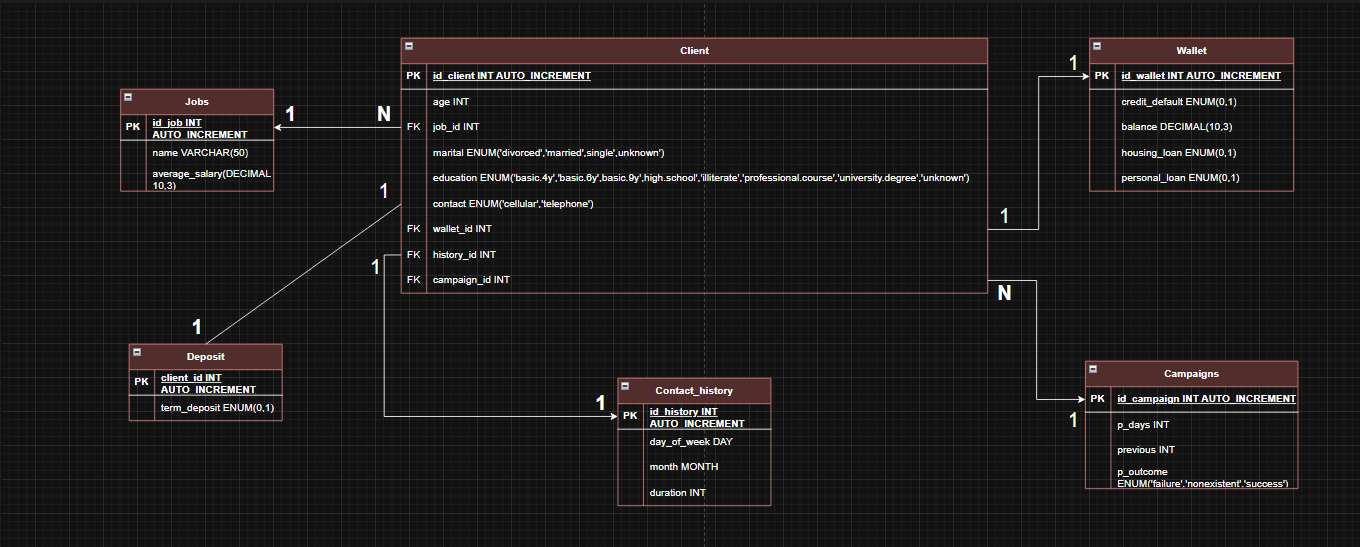 Client
PK id_client INT AUTO_INCREMENT
age INT
FK job_id INT
marital ENUM('divorced','married',single',unknown')
education ENUM('basic.4y','basic.6y',basic.9y',high.school','illiterate','professional.course','university.degree','unknown')
contact ENUM('cellular','telephone')
FK wallet_id INT
FK history_id INT
FK campaign_id INT
Wallet
PK id_wallet INT AUTO_INCREMENT
credit_default ENUM(0,1)
balance DECIMAL(10,3)
housing_loan ENUM(0,1)
personal_loan ENUM(0,1)
Jobs
PK id_job INT
AUTO_INCREMENT
name VARCHAR(50)
average_salary(DECIMAL
10,3)
1
N
1
1
1
1
1
1
1
N
1
Deposit
PK client_id INT
AUTO_INCREMENT
term_deposit ENUM(0,1)
Contact_history
PK id_history INT
AUTO_INCREMENT
day_of_week DAY
month MONTH
duration INT
Campaigns
PK id_campaign INT AUTO_INCREMENT
p_days INT
previous INT
p_outcome
ENUM('failure','nonexistent','success')